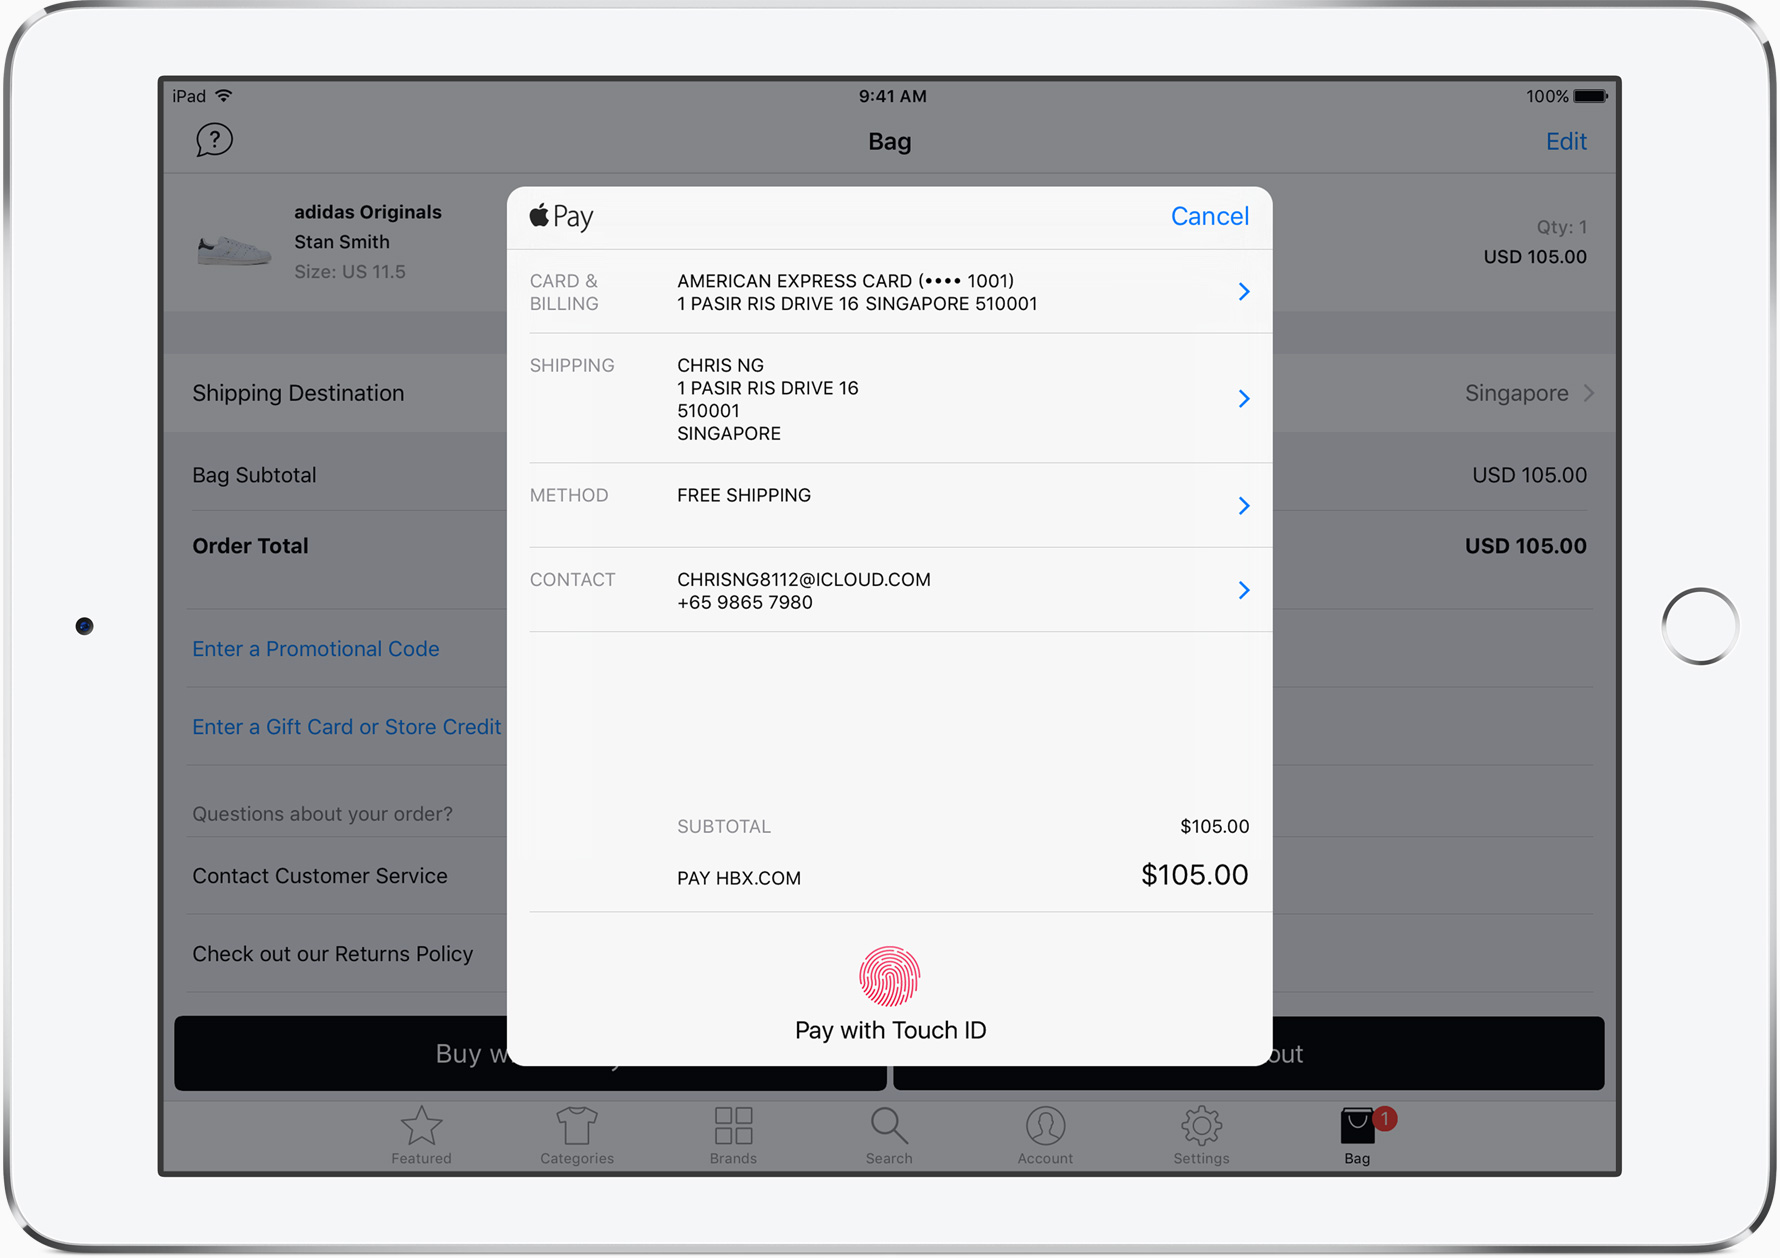 iPad
9:41 AM
100%
?
Bag
Edit
adidas Originals
Stan Smith
Size: US 11.5
Qty: 1
USD 105.00
Shipping Destination
Singapore
Bag Subtotal
USD 105.00
Order Total
USD 105.00
Enter a Promotional Code
Enter a Gift Card or Store Credit
Questions about your order?
Contact Customer Service
Check out our Returns Policy
Buy
Pay
Cancel
CARD &
BILLING
AMERICAN EXPRESS CARD (•••• 1001)
1 PASIR RIS DRIVE 16 SINGAPORE 510001
SHIPPING
CHRIS NG
1 PASIR RIS DRIVE 16
510001
SINGAPORE
METHOD
FREE SHIPPING
CONTACT
CHRISNG8112@ICLOUD.COM
+65 9865 7980
SUBTOTAL
$105.00
PAY HBX.COM
$105.00
Pay with Touch ID
Featured
Categories
Brands
Search
Account
Settings
1
Bag